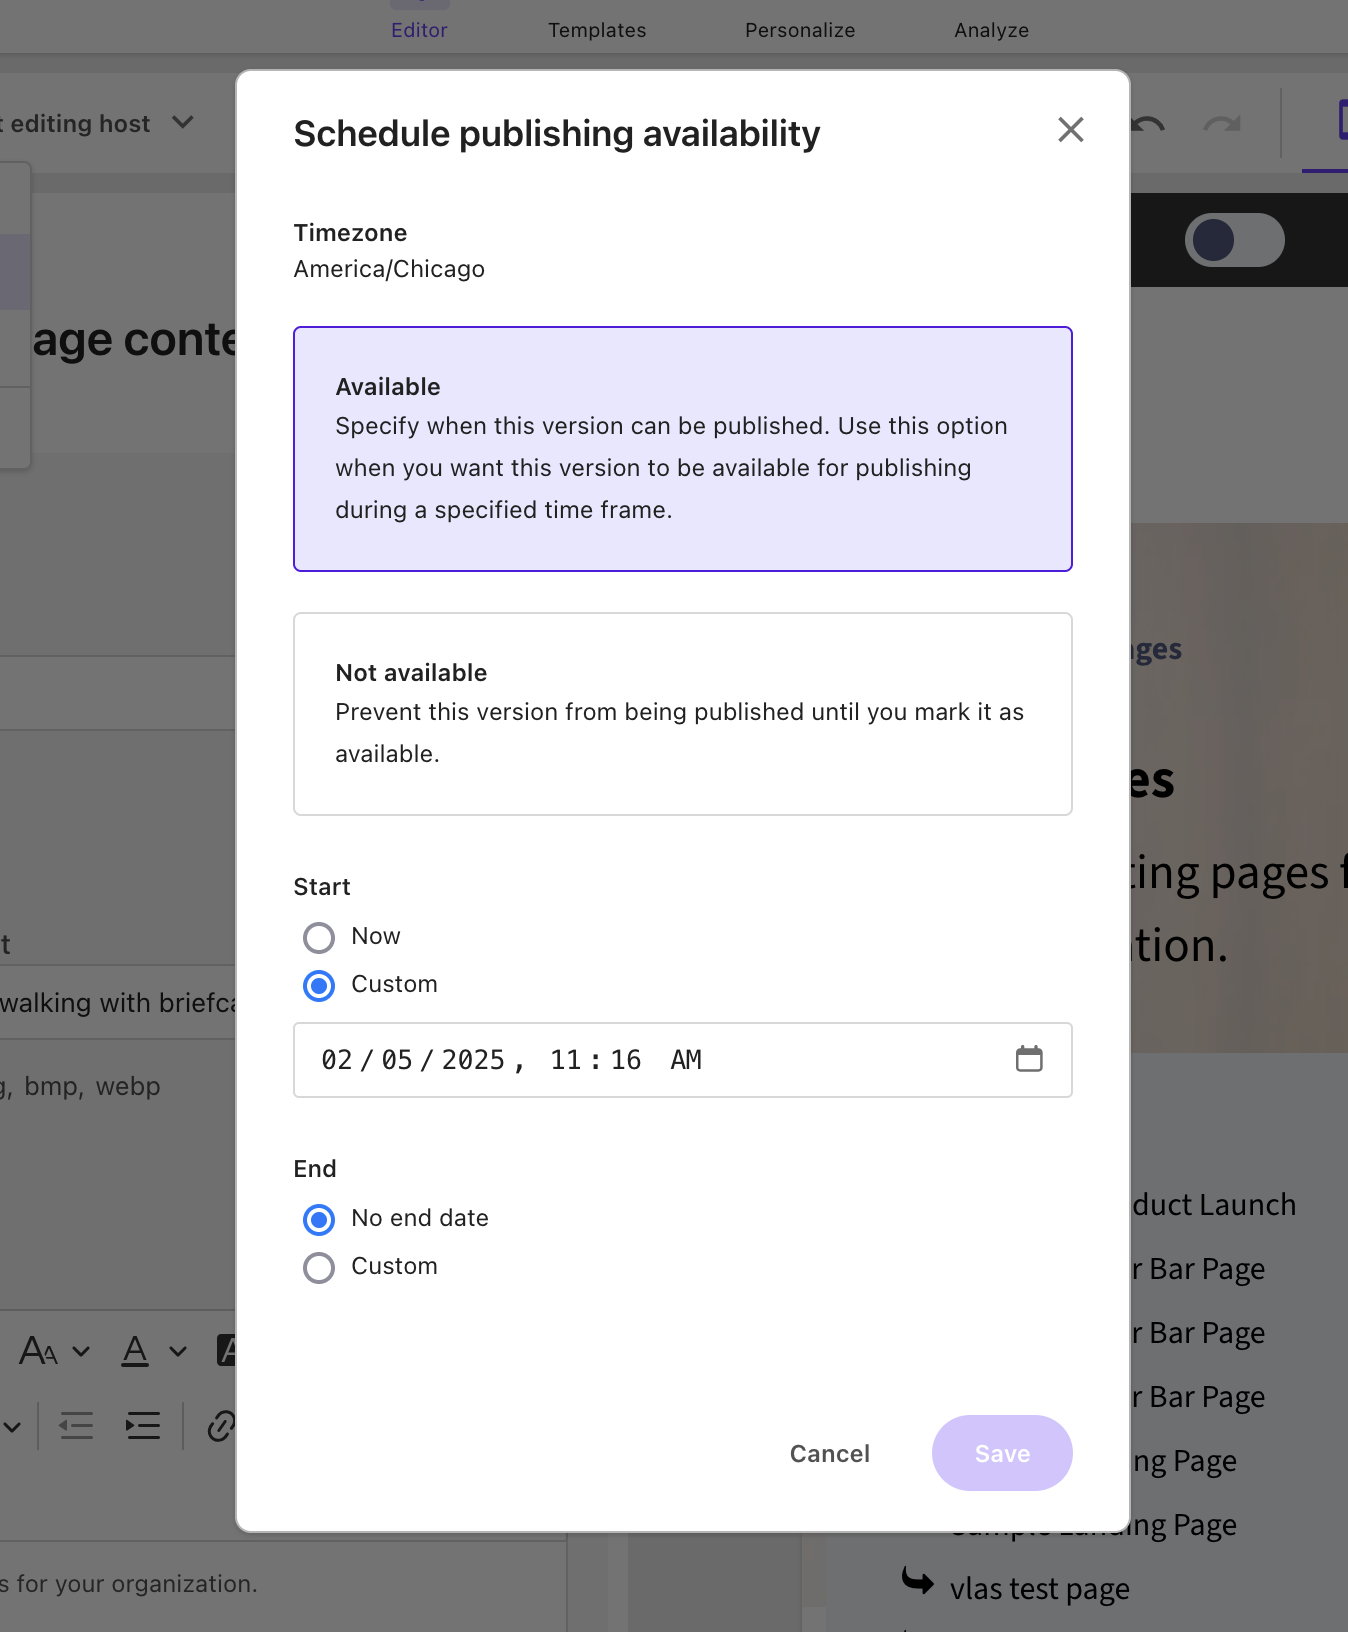 Editor
Templates
Personalize
Analyze
editing host
Schedule publishing availability
Timezone
America/Chicago
age conte
Available
Specify when this version can be published. Use this option
when you want this version to be available for publishing
during a specified time frame.
ages
Not available
Prevent this version from being published until you mark it as
available.
es
ting pages f
Start
Now
t
ation.
Custom
walking with briefca
02/05/2025, 11:16 AM
g, bmp, webp
End
No end date
duct Launch
Custom
r Bar Page
r Bar Page
r Bar Page
Cancel
Save
ng Page
Sample Landing Page
s for your organization.
vlas test page